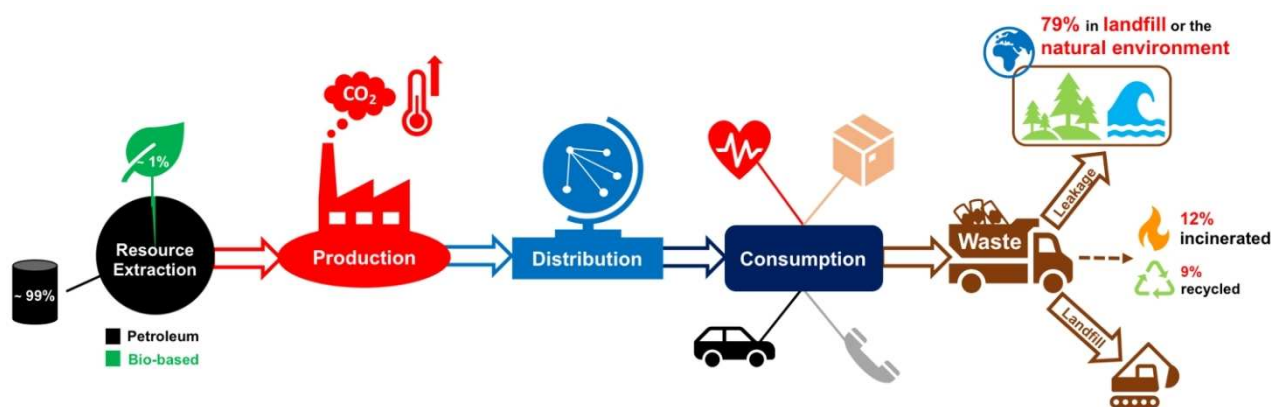 79% in landfill or the
natural environment
CO2
~ 1%
Resource
Extraction
~ 99%
Petroleum
Bio-based
Production
Distribution
Consumption
Waste
Leakage
12%
incinerated
9%
recycled
Landfill